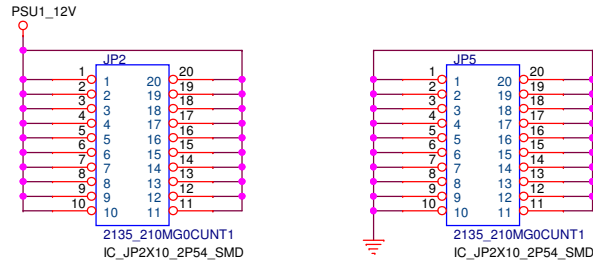 PSU1_12V
JP2
1 1 20 20
2 2 19 19
3 3 18 18
4 4 17 17
5 5 16 16
6 6 15 15
7 7 14 14
8 8 13 13
9 9 12 12
10 10 11 11
2135_210MG0CUNT1
IC_JP2X10_2P54_SMD
JP5
1 1 20 20
2 2 19 19
3 3 18 18
4 4 17 17
5 5 16 16
6 6 15 15
7 7 14 14
8 8 13 13
9 9 12 12
10 10 11 11
2135_210MG0CUNT1
IC_JP2X10_2P54_SMD